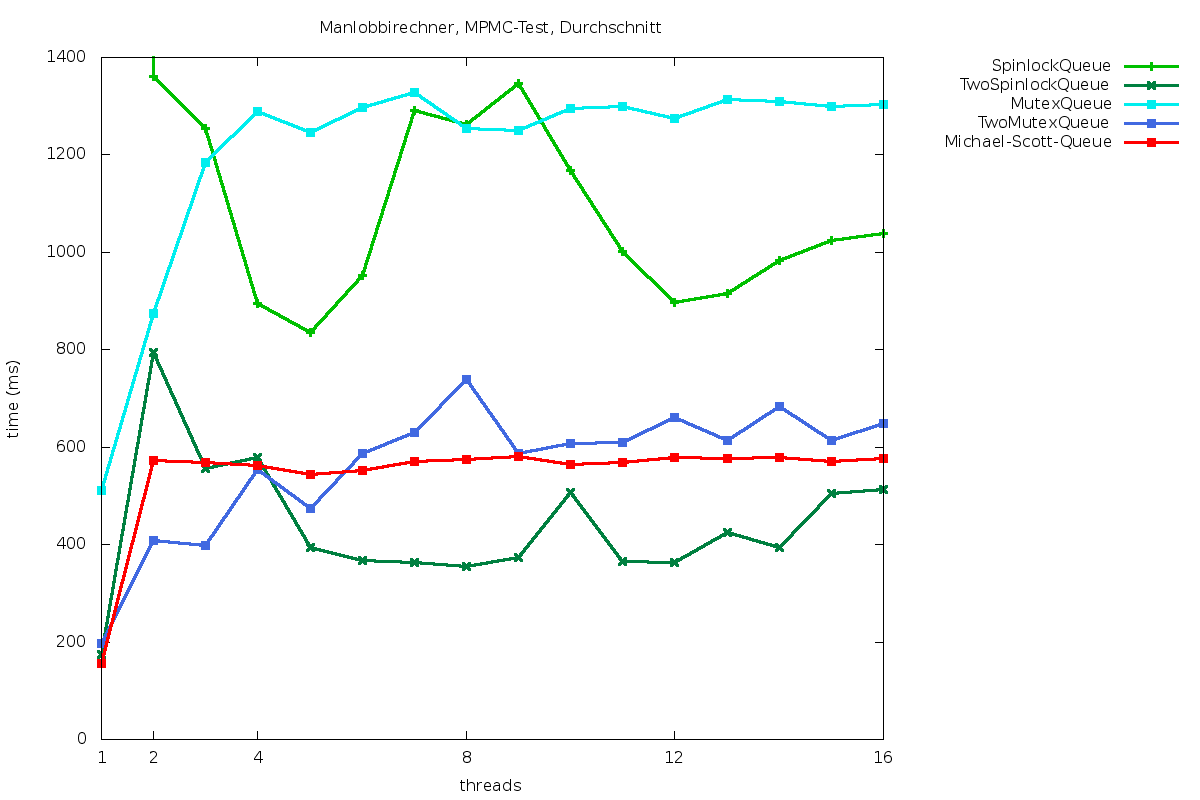 Manlobbirechner, MPMC-Test, Durchschnitt
1400
1200
1000
800
600
400
200
0
time (ms)
1 2 4 8 12 16
threads
SpinlockQueue
TwoSpinlockQueue
MutexQueue
TwoMutexQueue
Michael-Scott-Queue